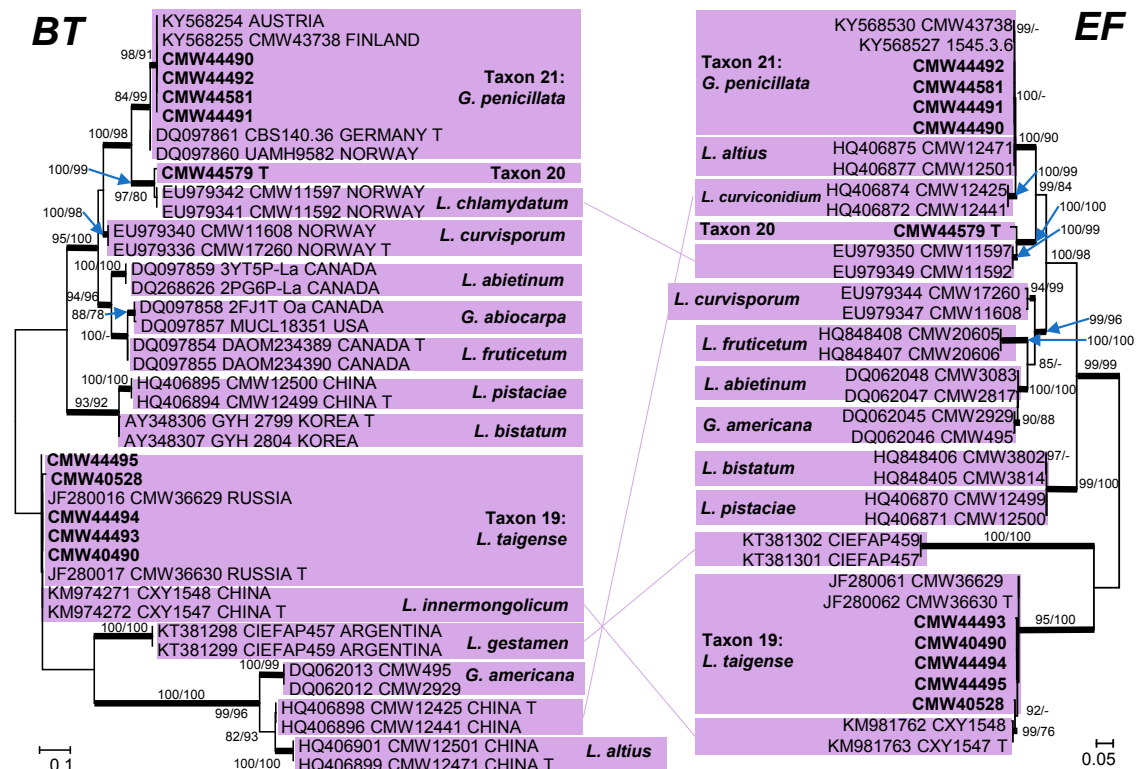 BT
KY568254 AUSTRIA
KY568255 CMW43738 FINLAND
98/91
CMW44490
CMW44492
Taxon 21:
CMW44581
G. penicillata
84/99
CMW44491
DQ097861 CBS140.36 GERMANY T
100/98
DQ097860 UAMH9582 NORWAY
100/99
CMW44579 T
Taxon 20
97/80
EU979342 CMW11597 NORWAY
L. chlamydatum
EU979341 CMW11592 NORWAY
100/98
EU979340 CMW11608 NORWAY
L. curvisporum
95/100
EU979336 CMW17260 NORWAY T
100/100
DQ097859 3YT5P-La CANADA
L. abietinum
DQ268626 2PG6P-La CANADA
94/96
88/78
DQ097858 2FJ1T Oa CANADA
G. abiocarpa
DQ097857 MUCL18351 USA
100/-
DQ097854 DAOM234389 CANADA T
L. fruticetum
DQ097855 DAOM234390 CANADA
100/100
HQ406895 CMW12500 CHINA
L. pistaciae
93/92
HQ406894 CMW12499 CHINA T
AY348306 GYH 2799 KOREA T
L. bistatum
AY348307 GYH 2804 KOREA
CMW44495
CMW40528
JF280016 CMW36629 RUSSIA
CMW44494
Taxon 19:
CMW44493
L. taigense
CMW40490
JF280017 CMW36630 RUSSIA T
KM974271 CXY1548 CHINA
L. innermongolicum
KM974272 CXY1547 CHINA T
100/100
KT381298 CIEFAP457 ARGENTINA
L. gestamen
KT381299 CIEFAP459 ARGENTINA
100/99
DQ062013 CMW495
G. americana
DQ062012 CMW2929
100/100
99/96
HQ406898 CMW12425 CHINA T
HQ406896 CMW12441 CHINA
82/93
HQ406901 CMW12501 CHINA
L. altius
100/100
HQ406899 CMW12471 CHINA T
0.1
EF
KY568530 CMW43738
99/-
KY568527 1545.3.6
Taxon 21:
CMW44492
G. penicillata
CMW44581
100/-
CMW44491
CMW44490
100/90
L. altius
HQ406875 CMW12471
HQ406877 CMW12501
100/99
99/84
L. curviconidium
HQ406874 CMW12425
HQ406872 CMW12441
100/100
Taxon 20
CMW44579 T
100/99
EU979350 CMW11597
100/98
EU979349 CMW11592
L. curvisporum
EU979344 CMW17260
94/99
EU979347 CMW11608
99/96
L. fruticetum
HQ848408 CMW20605
100/100
HQ848407 CMW20606
85/-
99/99
L. abietinum
DQ062048 CMW3083
100/100
DQ062047 CMW2817
G. americana
DQ062045 CMW2929
90/88
DQ062046 CMW495
L. bistatum
HQ848406 CMW3802
97/-
HQ848405 CMW3814
99/100
L. pistaciae
HQ406870 CMW12499
HQ406871 CMW12500
100/100
KT381302 CIEFAP459
KT381301 CIEFAP457
JF280061 CMW36629
JF280062 CMW36630 T
CMW44493
95/100
Taxon 19:
CMW40490
L. taigense
CMW44494
CMW44495
CMW40528
92/-
KM981762 CXY1548
99/76
KM981763 CXY1547 T
0.05